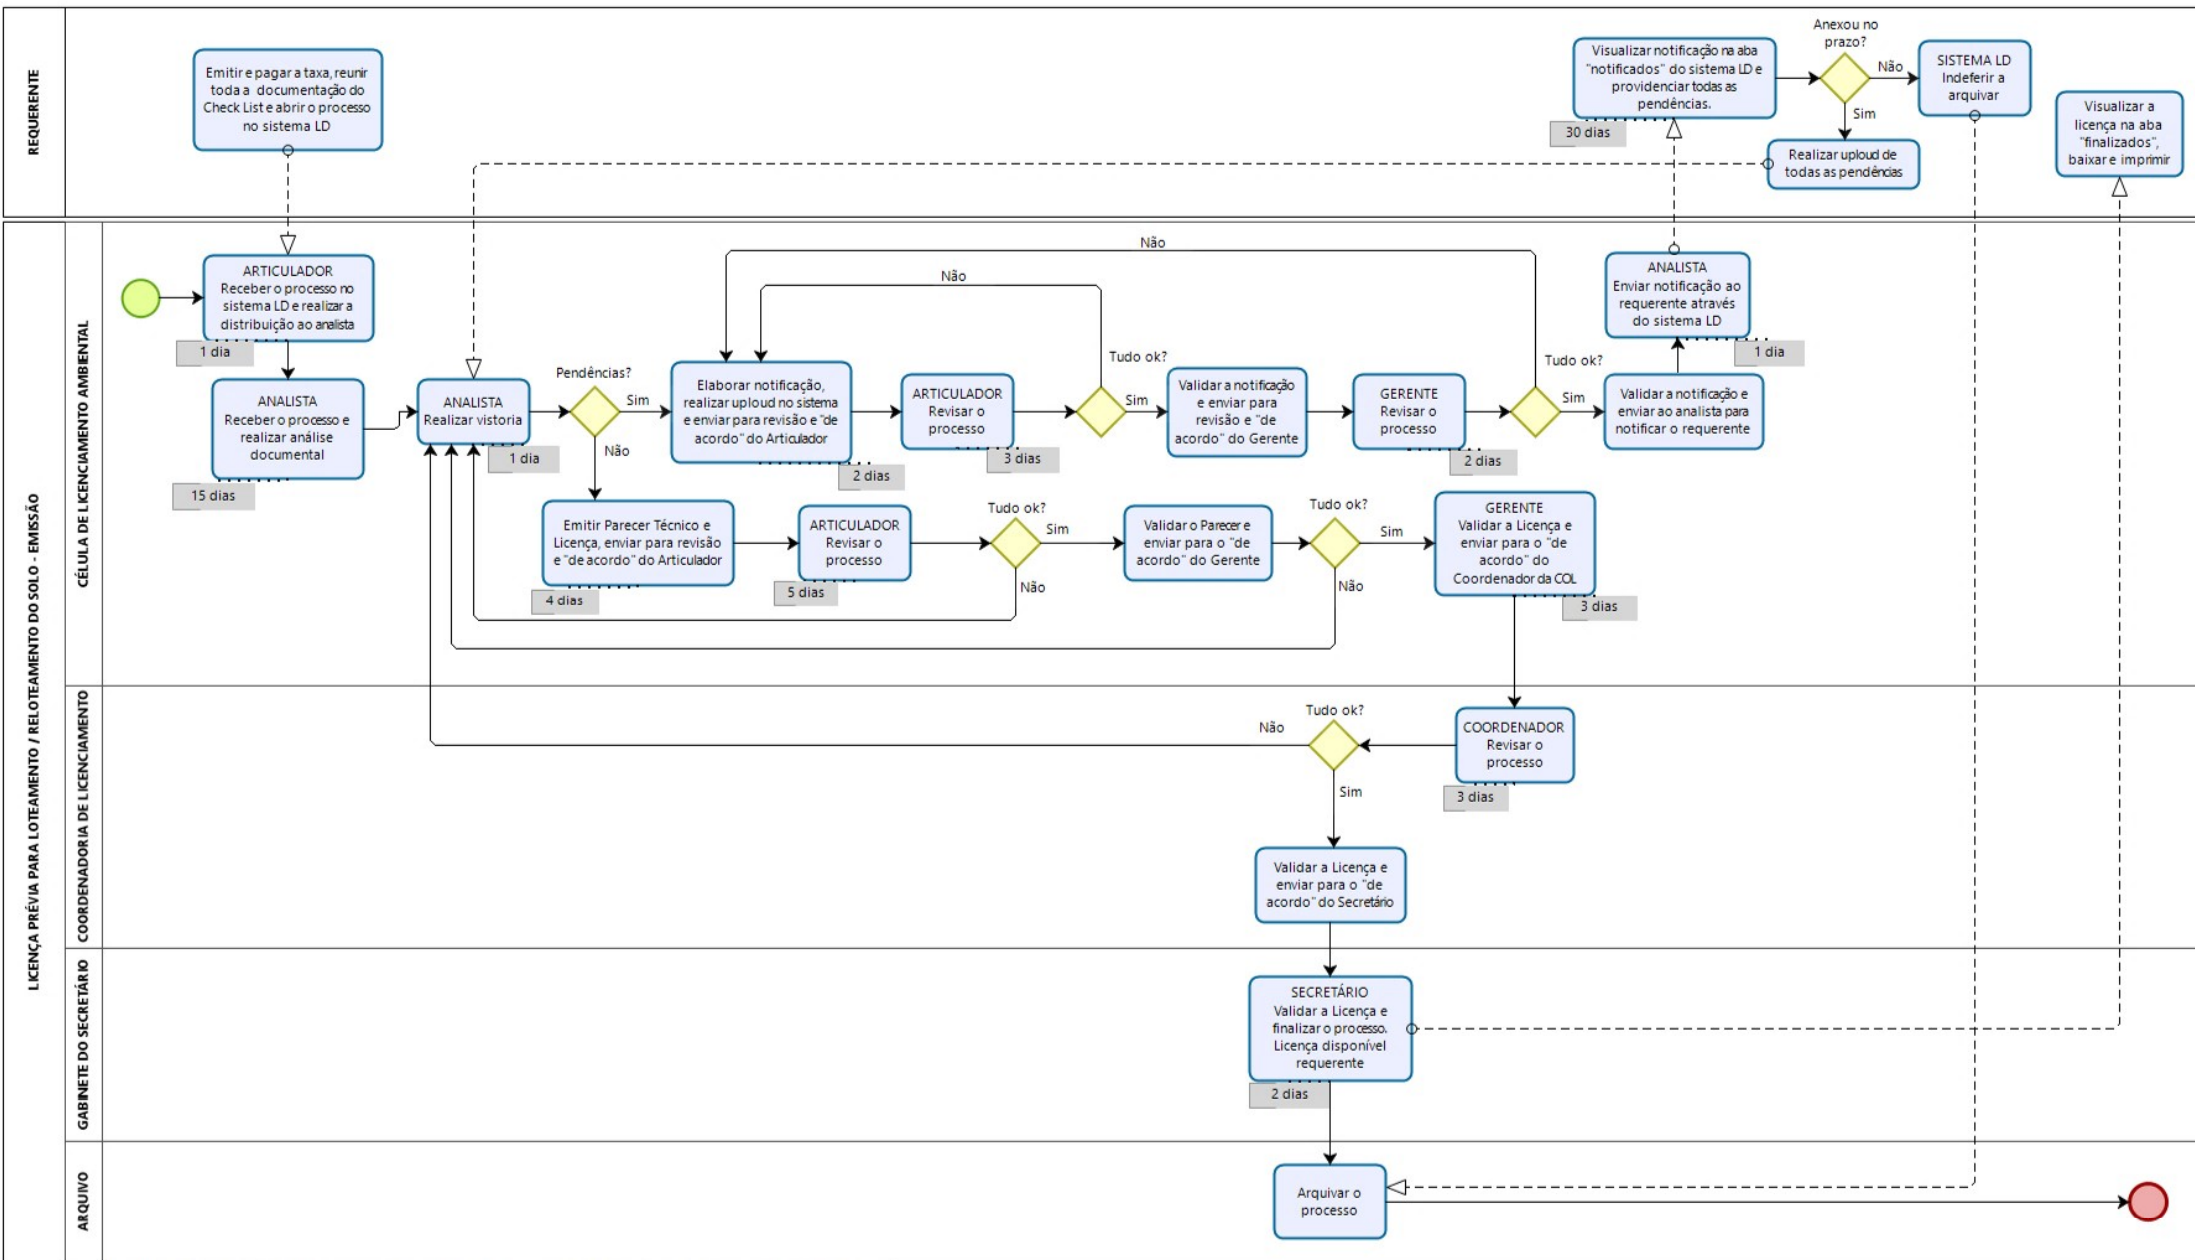 REQUERENTE
Emitir e pagar a taxa, reunir
toda a documentação do
Check List e abrir o processo
no sistema LD
Visualizar notificação na aba
"notificados" do sistema LD e
providenciar todas as
pendências.
30 dias
Anexou no
prazo?
Não
Sim
SISTEMA LD
Indeferir a
arquivar
Realizar uploud de
todas as pendências
Visualizar a
licença na aba
"finalizados",
baixar e imprimir
LICENÇA PRÉVIA PARA LOTEAMENTO / RELOTEAMENTO DO SOLO - EMISSÃO
CÉLULA DE LICENCIAMENTO AMBIENTAL
ARTICULADOR
Receber o processo no
sistema LD e realizar a
distribuição ao analista
1 dia
ANALISTA
Receber o processo e
realizar análise
documental
15 dias
ANALISTA
Realizar vistoria
1 dia
Pendências?
Sim
Não
Elaborar notificação,
realizar uploud no sistema
e enviar para revisão e "de
acordo" do Articulador
2 dias
ARTICULADOR
Revisar o
processo
3 dias
Tudo ok?
Não
Sim
Validar a notificação
e enviar para
revisão e "de
acordo" do Gerente
GERENTE
Revisar o
processo
2 dias
Tudo ok?
Não
Sim
Validar a notificação e
enviar ao analista para
notificar o requerente
ANALISTA
Enviar notificação ao
requerente através
do sistema LD
1 dia
Emitir Parecer Técnico e
Licença, enviar para revisão
e "de acordo" do Articulador
4 dias
ARTICULADOR
Revisar o
processo
5 dias
Tudo ok?
Sim
Não
Validar o Parecer e
enviar para o "de
acordo" do Gerente
Tudo ok?
Sim
Não
GERENTE
Validar a Licença e
enviar para o "de
acordo" do
Coordenador da COL
3 dias
COORDENADORIA DE LICENCIAMENTO
COORDENADOR
Revisar o
processo
3 dias
Tudo ok?
Não
Sim
Validar a Licença e
enviar para o "de
acordo" do Secretário
GABINETE DO SECRETÁRIO
SECRETÁRIO
Validar a Licença e
finalizar o processo.
Licença disponível
requerente
2 dias
ARQUIVO
Arquivar o
processo